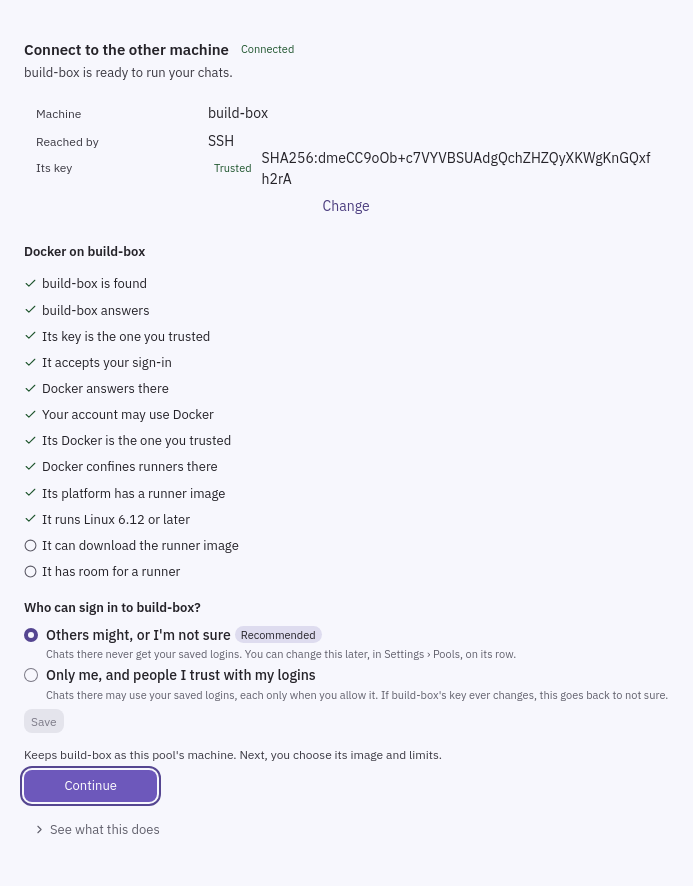 Connect to the other machine Connected
build-box is ready to run your chats.
Machine build-box
Reached by SSH
Its key Trusted SHA256:dmeCC9oOb+c7VYVBSUAdgQchZHZQyXKWgKnGQxf
h2rA
Change
Docker on build-box
build-box is found
build-box answers
Its key is the one you trusted
It accepts your sign-in
Docker answers there
Your account may use Docker
Its Docker is the one you trusted
Docker confines runners there
Its platform has a runner image
It runs Linux 6.12 or later
It can download the runner image
It has room for a runner
Who can sign in to build-box?
Others might, or I'm not sure Recommended
Chats there never get your saved logins. You can change this later, in Settings › Pools, on its row.
Only me, and people I trust with my logins
Chats there may use your saved logins, each only when you allow it. If build-box's key ever changes, this goes back to not sure.
Save
Keeps build-box as this pool's machine. Next, you choose its image and limits.
Continue
See what this does